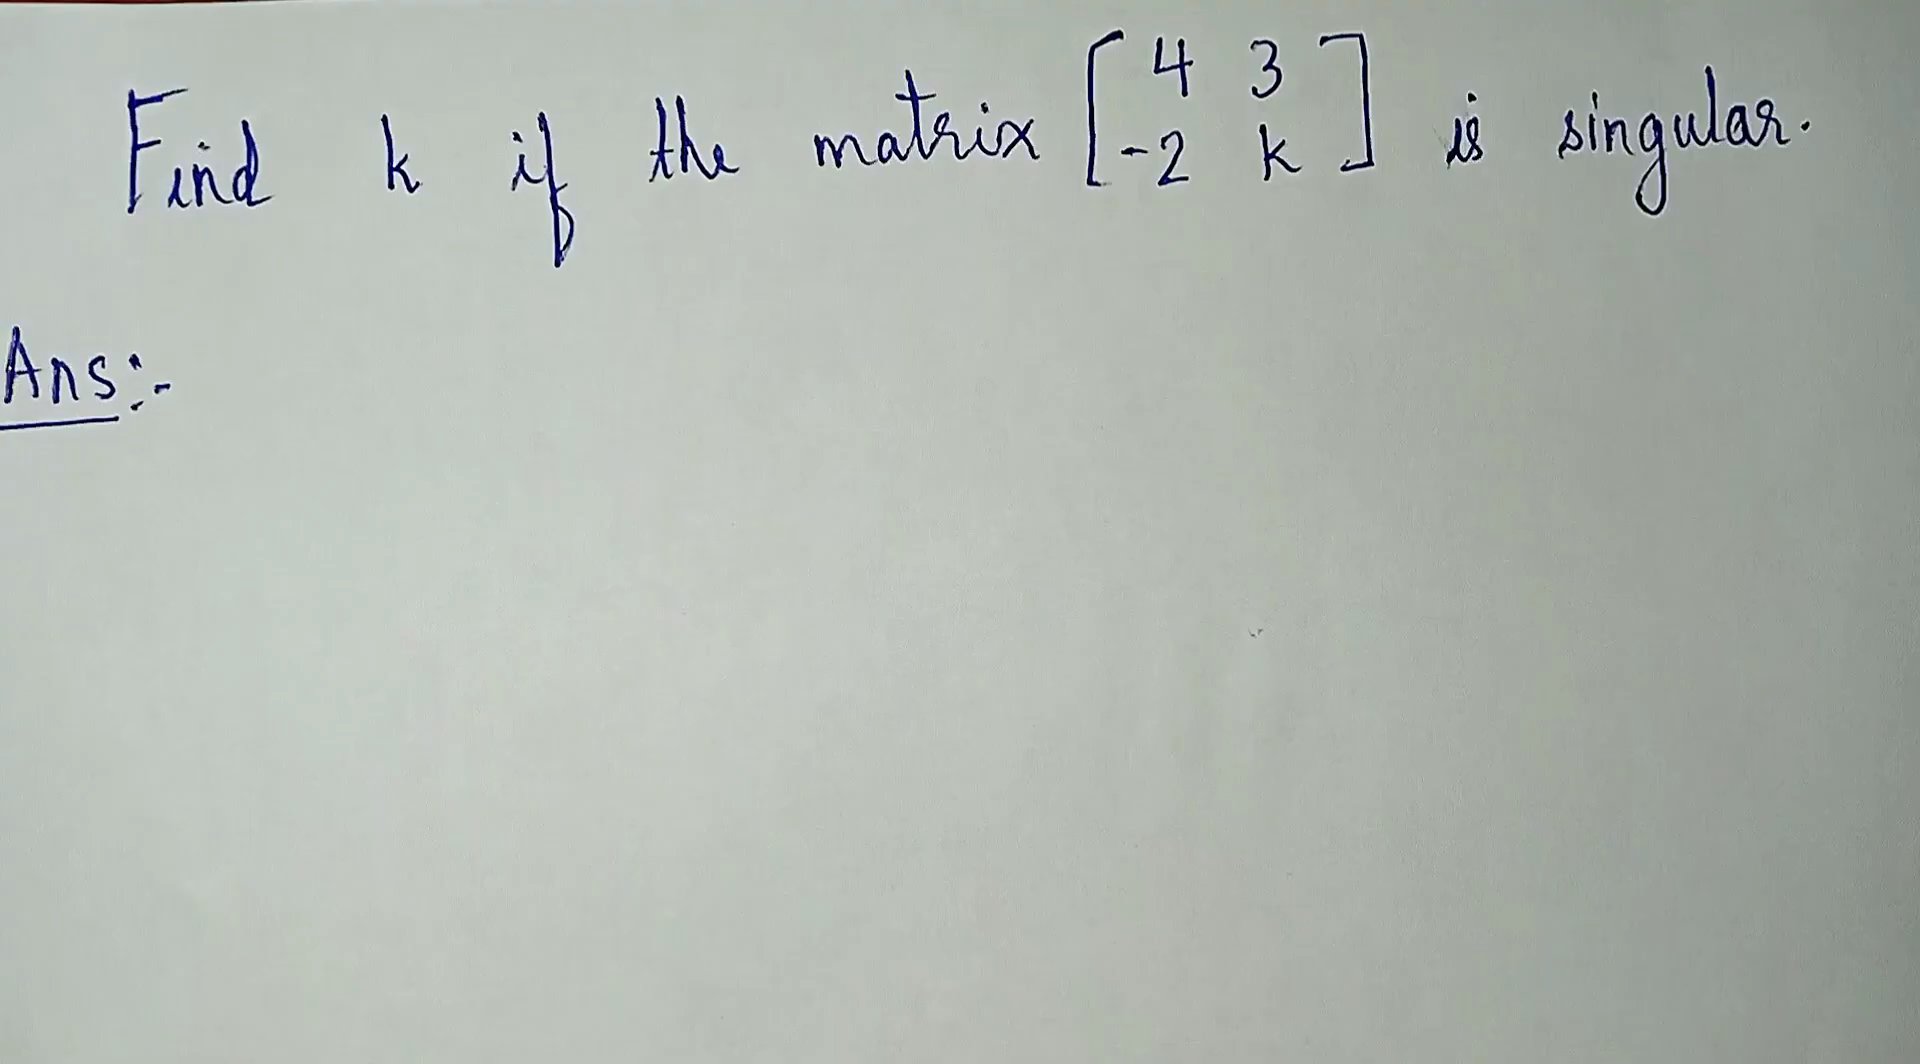 Find k if the matrix [4 3 -2 k] is singular.
Ans:-